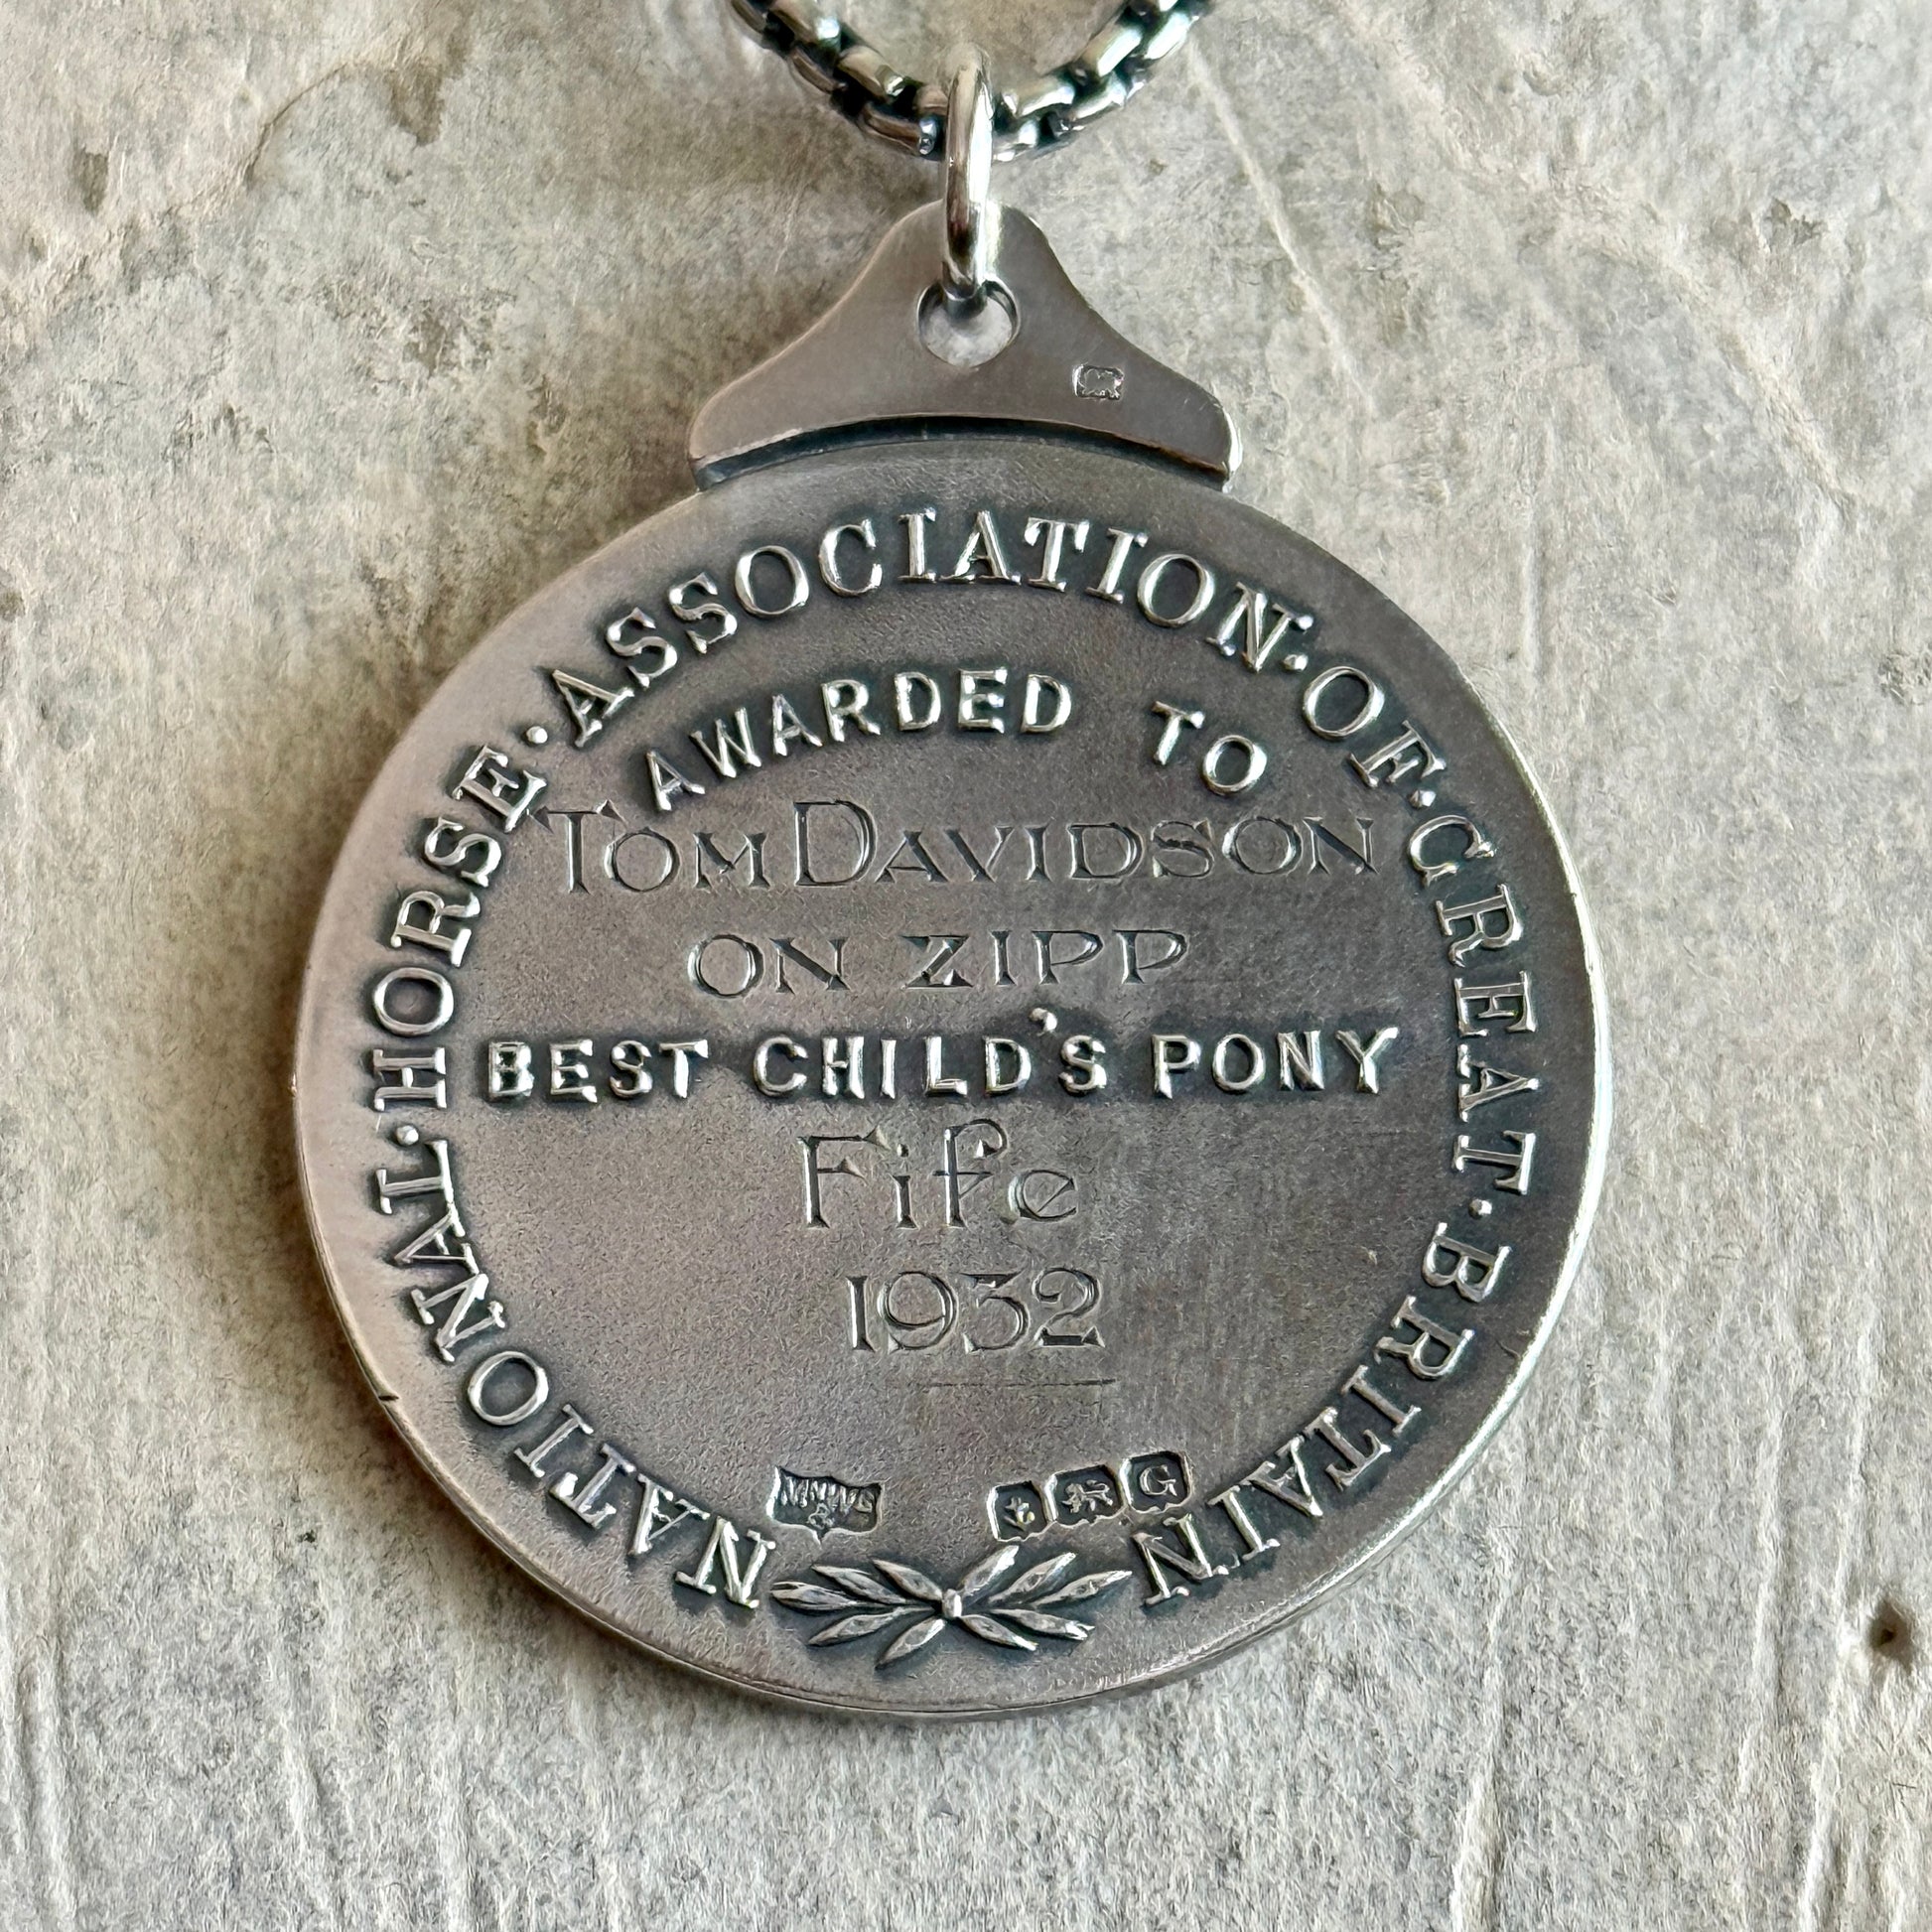 NATIONAL·HORSE·ASSOCIATION·OF·GREAT·BRITAIN
AWARDED TO
TOM DAVIDSON
ON ZIPP
BEST CHILD'S PONY
Fife
1932
G